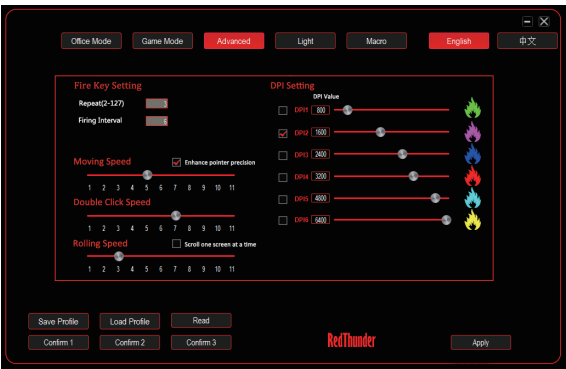 Office Mode Game Mode Advanced Light Macro English 中文
Fire Key Setting
Repeat(2-127) 3
Firing Interval 6
Moving Speed Enhance pointer precision
1 2 3 4 5 6 7 8 9 10 11
Double Click Speed
1 2 3 4 5 6 7 8 9 10 11
Rolling Speed Scroll one screen at a time
1 2 3 4 5 6 7 8 9 10 11
DPI Setting
DPI Value
DPI1 800
DPI2 1600
DPI3 2400
DPI4 3200
DPI5 4800
DPI6 6400
Save Profile Load Profile Read
Confirm 1 Confirm 2 Confirm 3
RedThunder
Apply